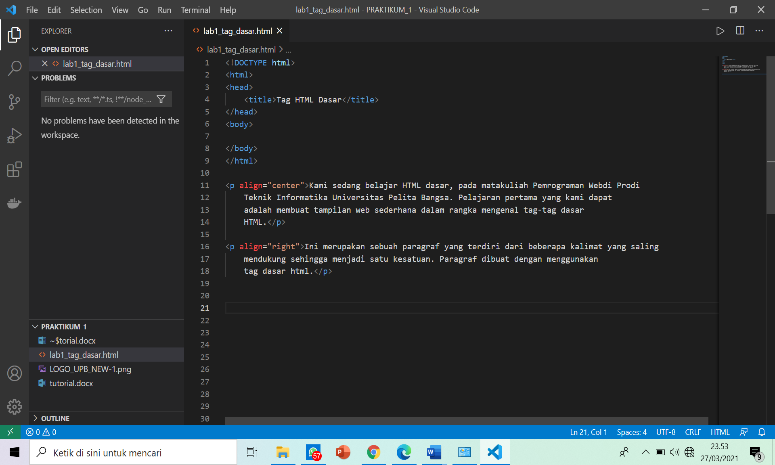 File Edit Selection View Go Run Terminal Help
lab1_tag_dasar.html - PRAKTIKUM_1 - Visual Studio Code
EXPLORER
OPEN EDITORS
lab1_tag_dasar.html
PROBLEMS
Filter (e.g. text, **/*.ts, !**/node_...
No problems have been detected in the
workspace.
PRAKTIKUM_1
~$torial.docx
lab1_tag_dasar.html
LOGO_UPB_NEW-1.png
tutorial.docx
OUTLINE
lab1_tag_dasar.html
lab1_tag_dasar.html > ...
1 <!DOCTYPE html>
2 <html>
3 <head>
4 <title>Tag HTML Dasar</title>
5 </head>
6 <body>
7
8 </body>
9 </html>
10
11 <p align="center">Kami sedang belajar HTML dasar, pada matakuliah Pemrograman Webdi Prodi
12 Teknik Informatika Universitas Pelita Bangsa. Pelajaran pertama yang kami dapat
13 adalah membuat tampilan web sederhana dalam rangka mengenal tag-tag dasar
14 HTML.</p>
15
16 <p align="right">Ini merupakan sebuah paragraf yang terdiri dari beberapa kalimat yang saling
17 mendukung sehingga menjadi satu kesatuan. Paragraf dibuat dengan menggunakan
18 tag dasar html.</p>
19
20
21
22
23
24
25
26
27
28
29
30
0 0
Ln 21, Col 1 Spaces: 4 UTF-8 CRLF HTML
Ketik di sini untuk mencari
57
23.53
27/03/2021
9